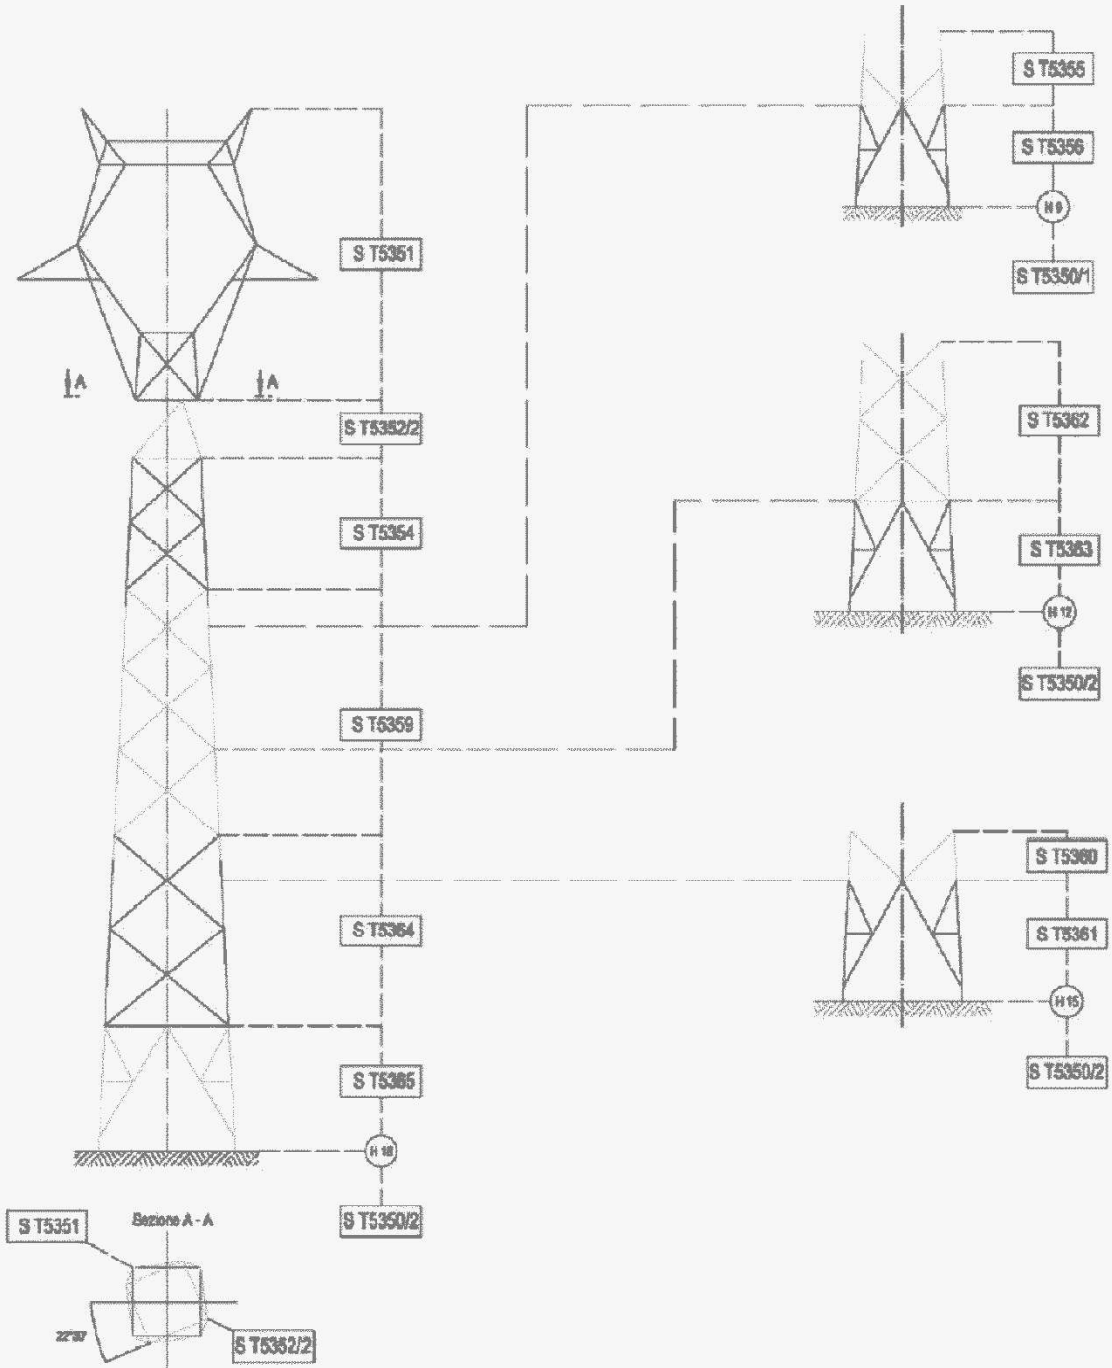 S T5355
S T5356
H 9
S T5350/1
S T5351
A
A
S T5352/2
S T5354
S T5362
S T5363
H 12
S T5350/2
S T5359
S T5360
S T5364
S T5361
H 15
S T5350/2
S T5365
H 18
S T5350/2
Sezione A - A
S T5351
S T5352/2